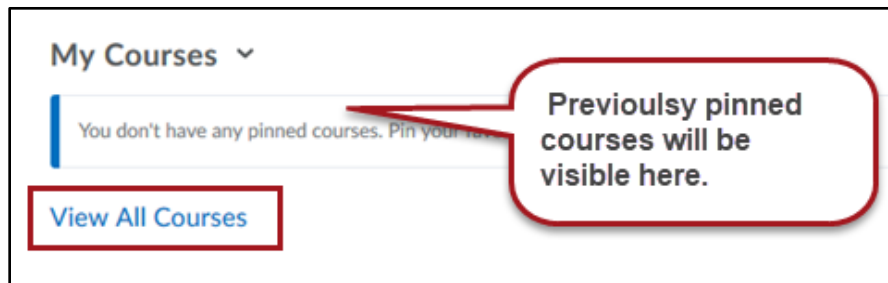 My Courses
You don't have any pinned courses. Pin your
Previoulsy pinned
courses will be
visible here.
View All Courses